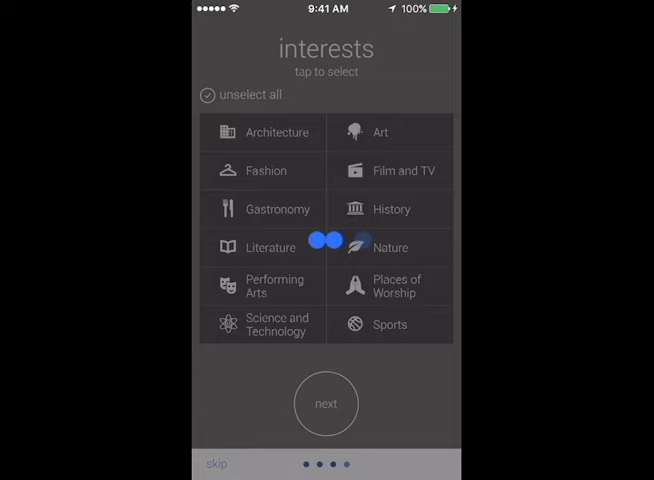 9:41 AM 100%
interests
tap to select
unselect all
Architecture Art
Fashion Film and TV
Gastronomy History
Literature Nature
Performing Places of
Arts Worship
Science and
Technology Sports
next
skip